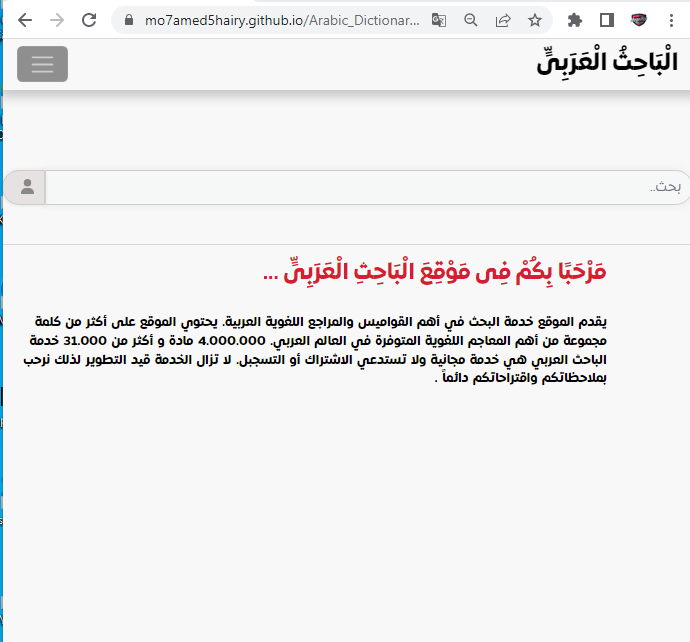 mo7amed5hairy.github.io/Arabic_Dictionar...
الْبَاحِثُ الْعَرَبِىٍّ
بحث..
مَرْحَبًا بِكُمْ فِى مَوْقِعَ الْبَاحِثِ الْعَرَبِىٍّ ...
يقدم الموقع خدمة البحث في أهم القواميس والمراجع اللغوية العربية. يحتوي الموقع على أكثر من كلمة
مجموعة من أهم المعاجم اللغوية المتوفرة في العالم العربي. 4.000.000 مادة و أكثر من 31.000 خدمة
الباحث العربي هي خدمة مجانية ولا تستدعي الاشتراك أو التسجبل. لا تزال الخدمة قيد التطوير لذلك نرحب
بملاحظاتكم واقتراحاتكم دائماً .